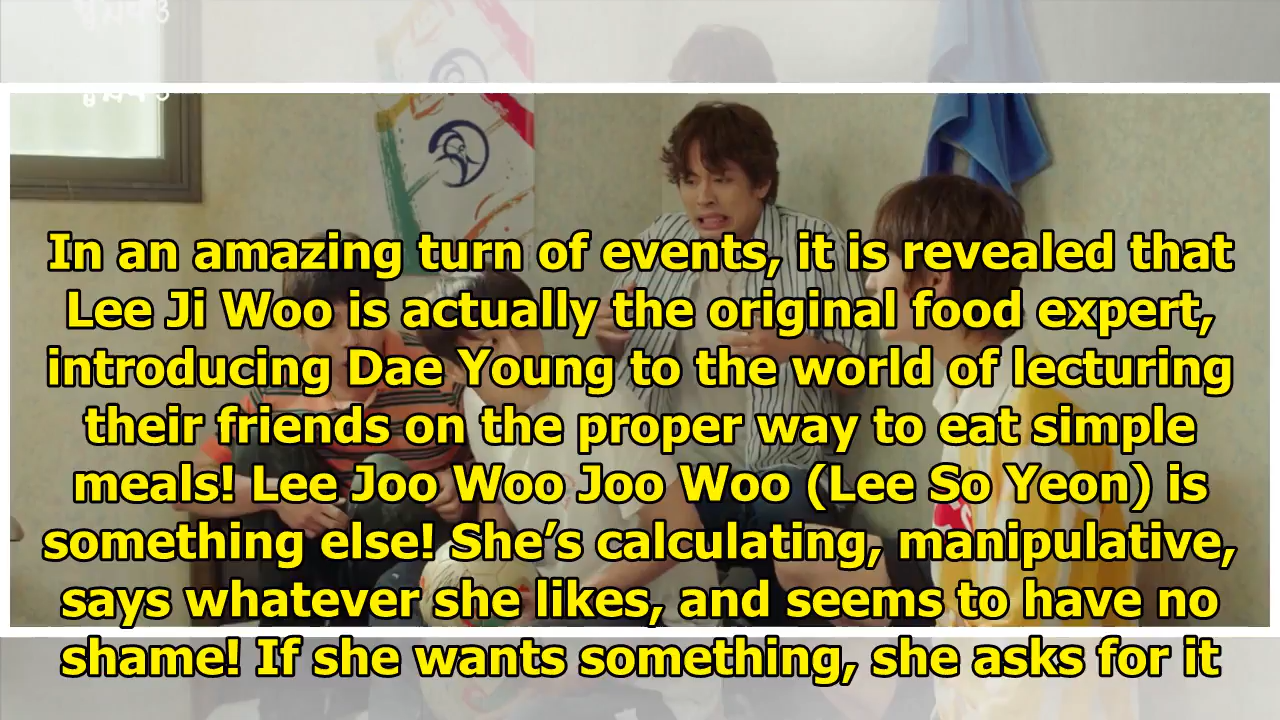 In an amazing turn of events, it is revealed that
Lee Ji Woo is actually the original food expert,
introducing Dae Young to the world of lecturing
their friends on the proper way to eat simple
meals! Lee Joo Woo Joo Woo (Lee So Yeon) is
something else! She’s calculating, manipulative,
says whatever she likes, and seems to have no
shame! If she wants something, she asks for it